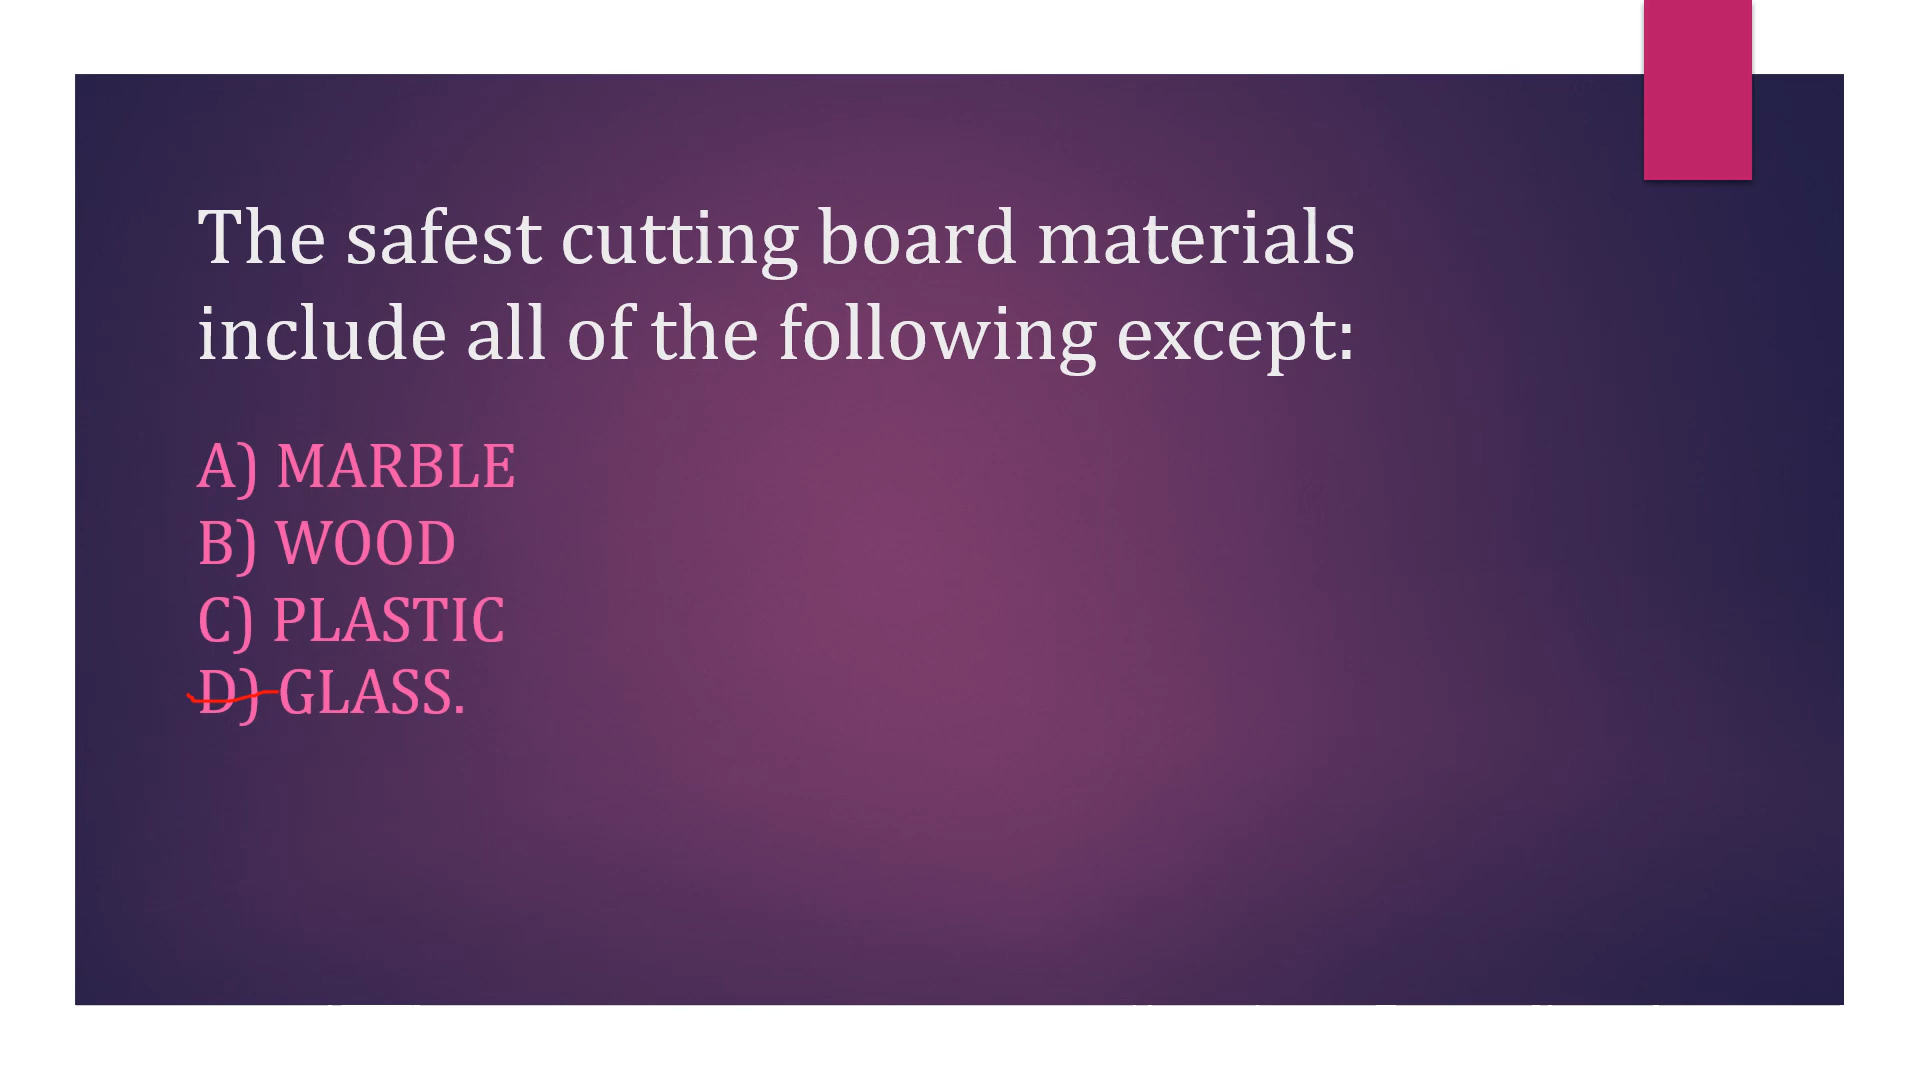 The safest cutting board materials
include all of the following except:
A) MARBLE
B) WOOD
C) PLASTIC
D) GLASS.